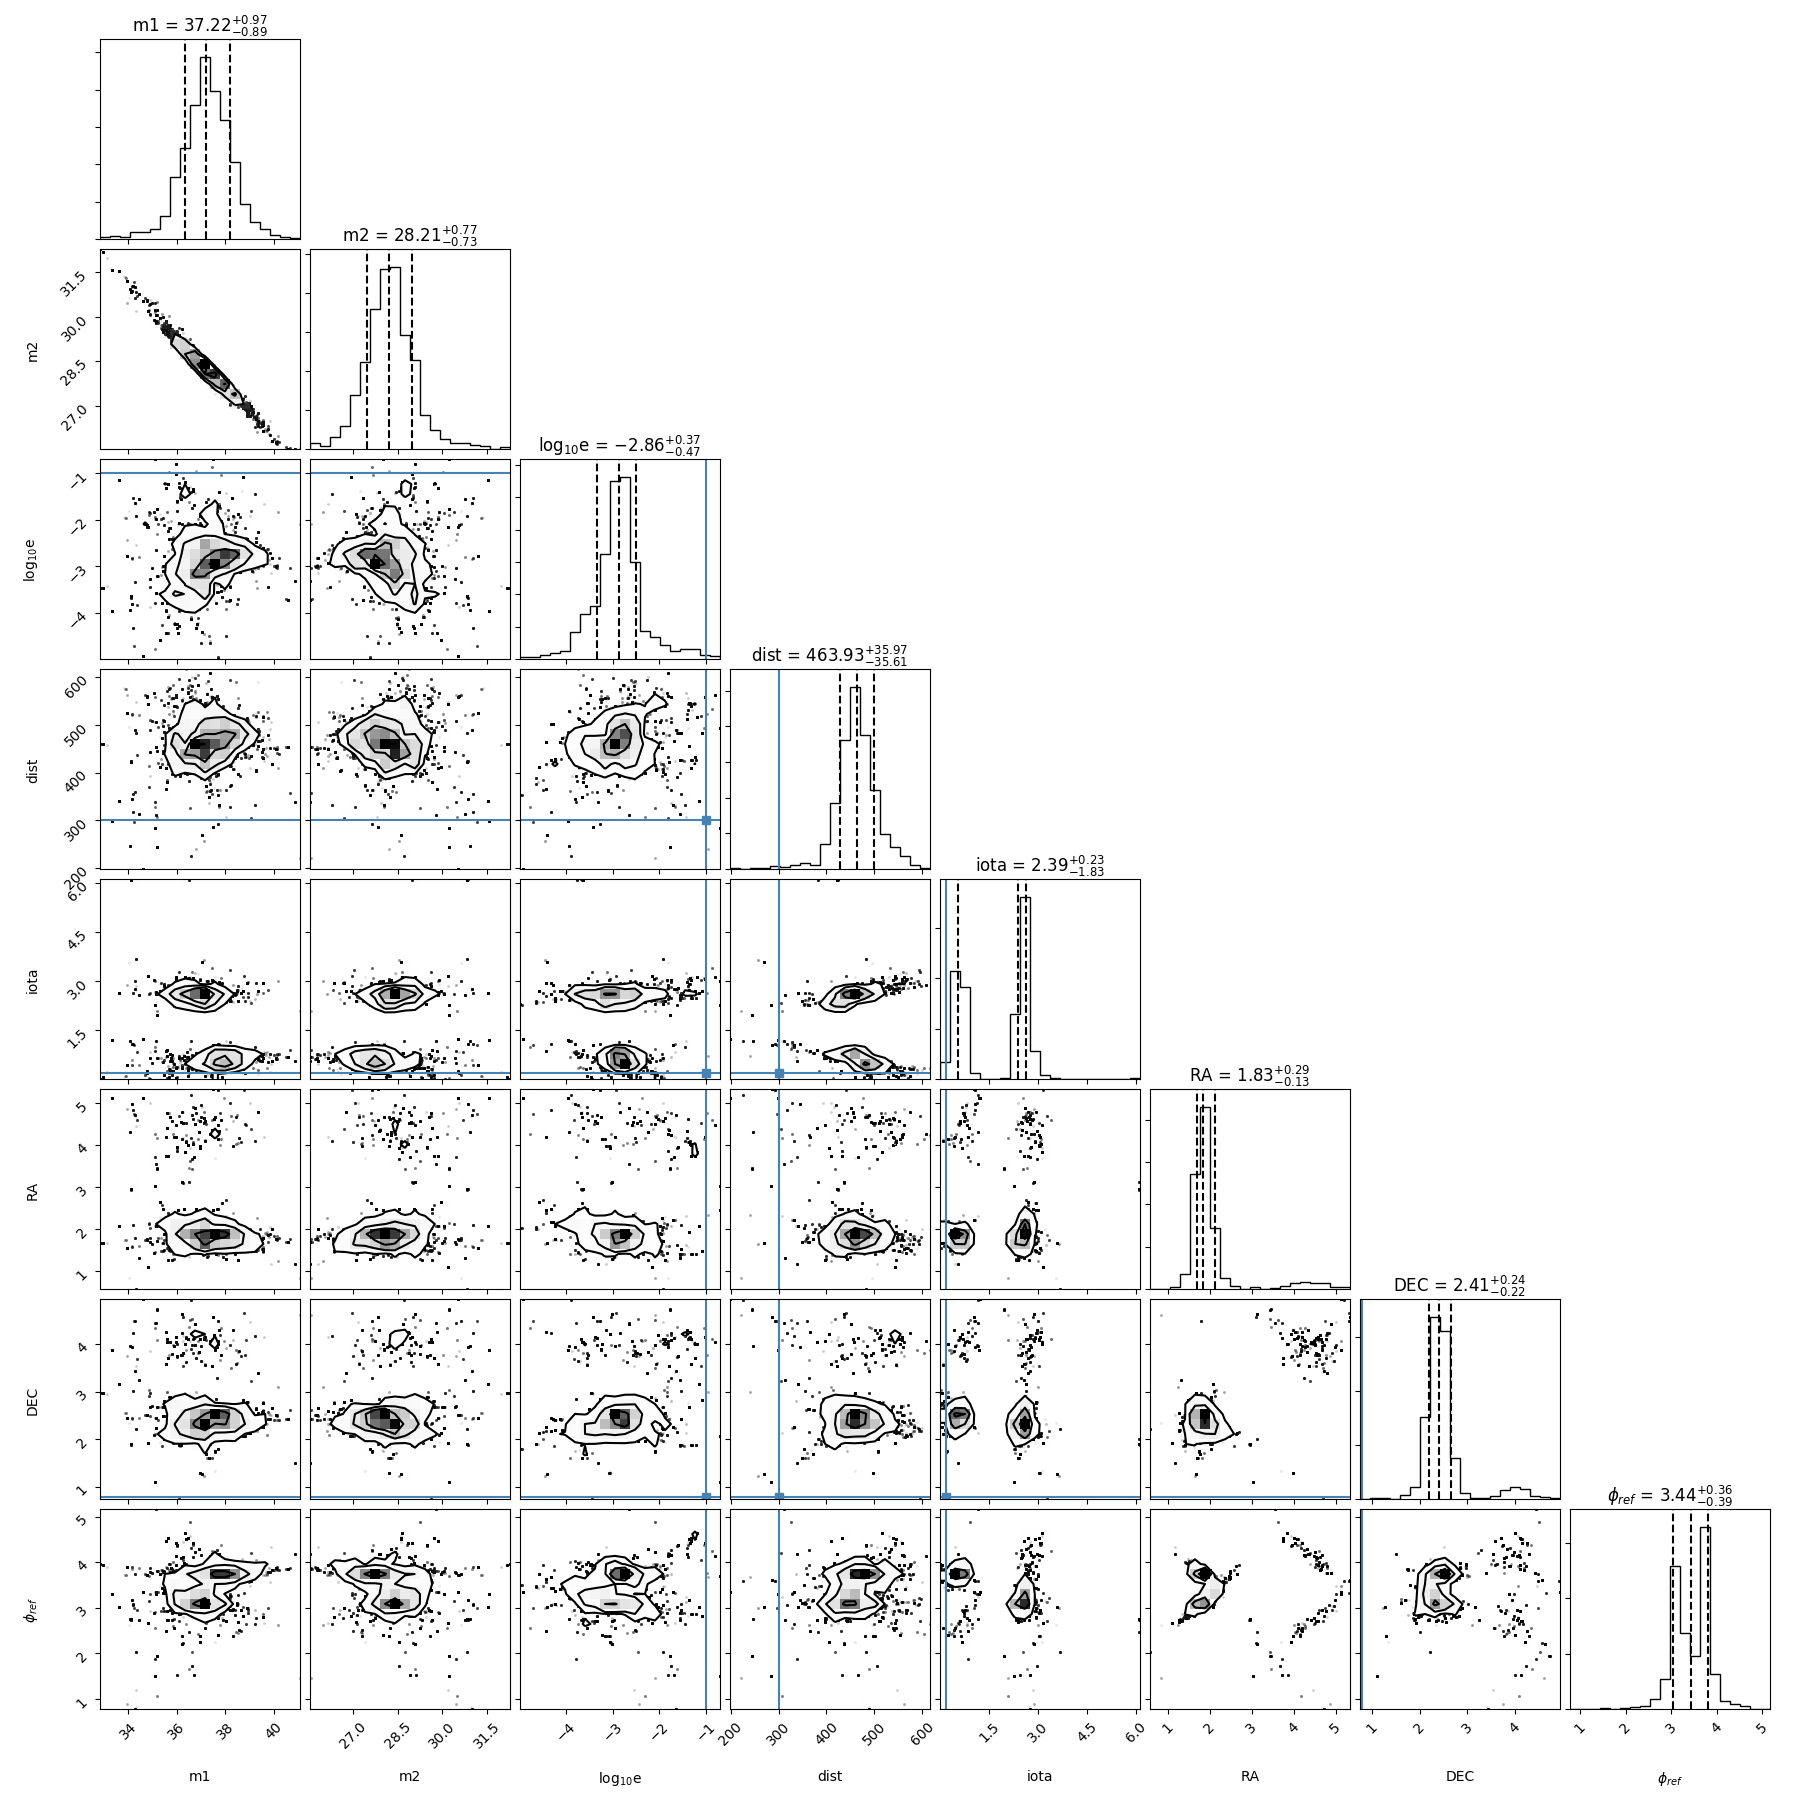 m1 = 37.22+0.97−0.89
m2 = 28.21+0.77−0.73
31.5
30.0
28.5
27.0
m2
log10e = −2.86+0.37−0.47
−1
−2
−3
−4
log10e
dist = 463.93+35.97−35.61
600
500
400
300
200
dist
iota = 2.39+0.23−1.83
6.0
4.5
3.0
1.5
iota
RA = 1.83+0.29−0.13
5
4
3
2
1
RA
DEC = 2.41+0.24−0.22
4
3
2
1
DEC
ϕref = 3.44+0.36−0.39
5
4
3
2
1
ϕref
34 36 38 40 27.0 28.5 30.0 31.5 −4 −3 −2 −1 200 300 400 500 600 1.5 3.0 4.5 6.0 1 2 3 4 5 1 2 3 4 1 2 3 4 5
m1 m2 log10e dist iota RA DEC ϕref